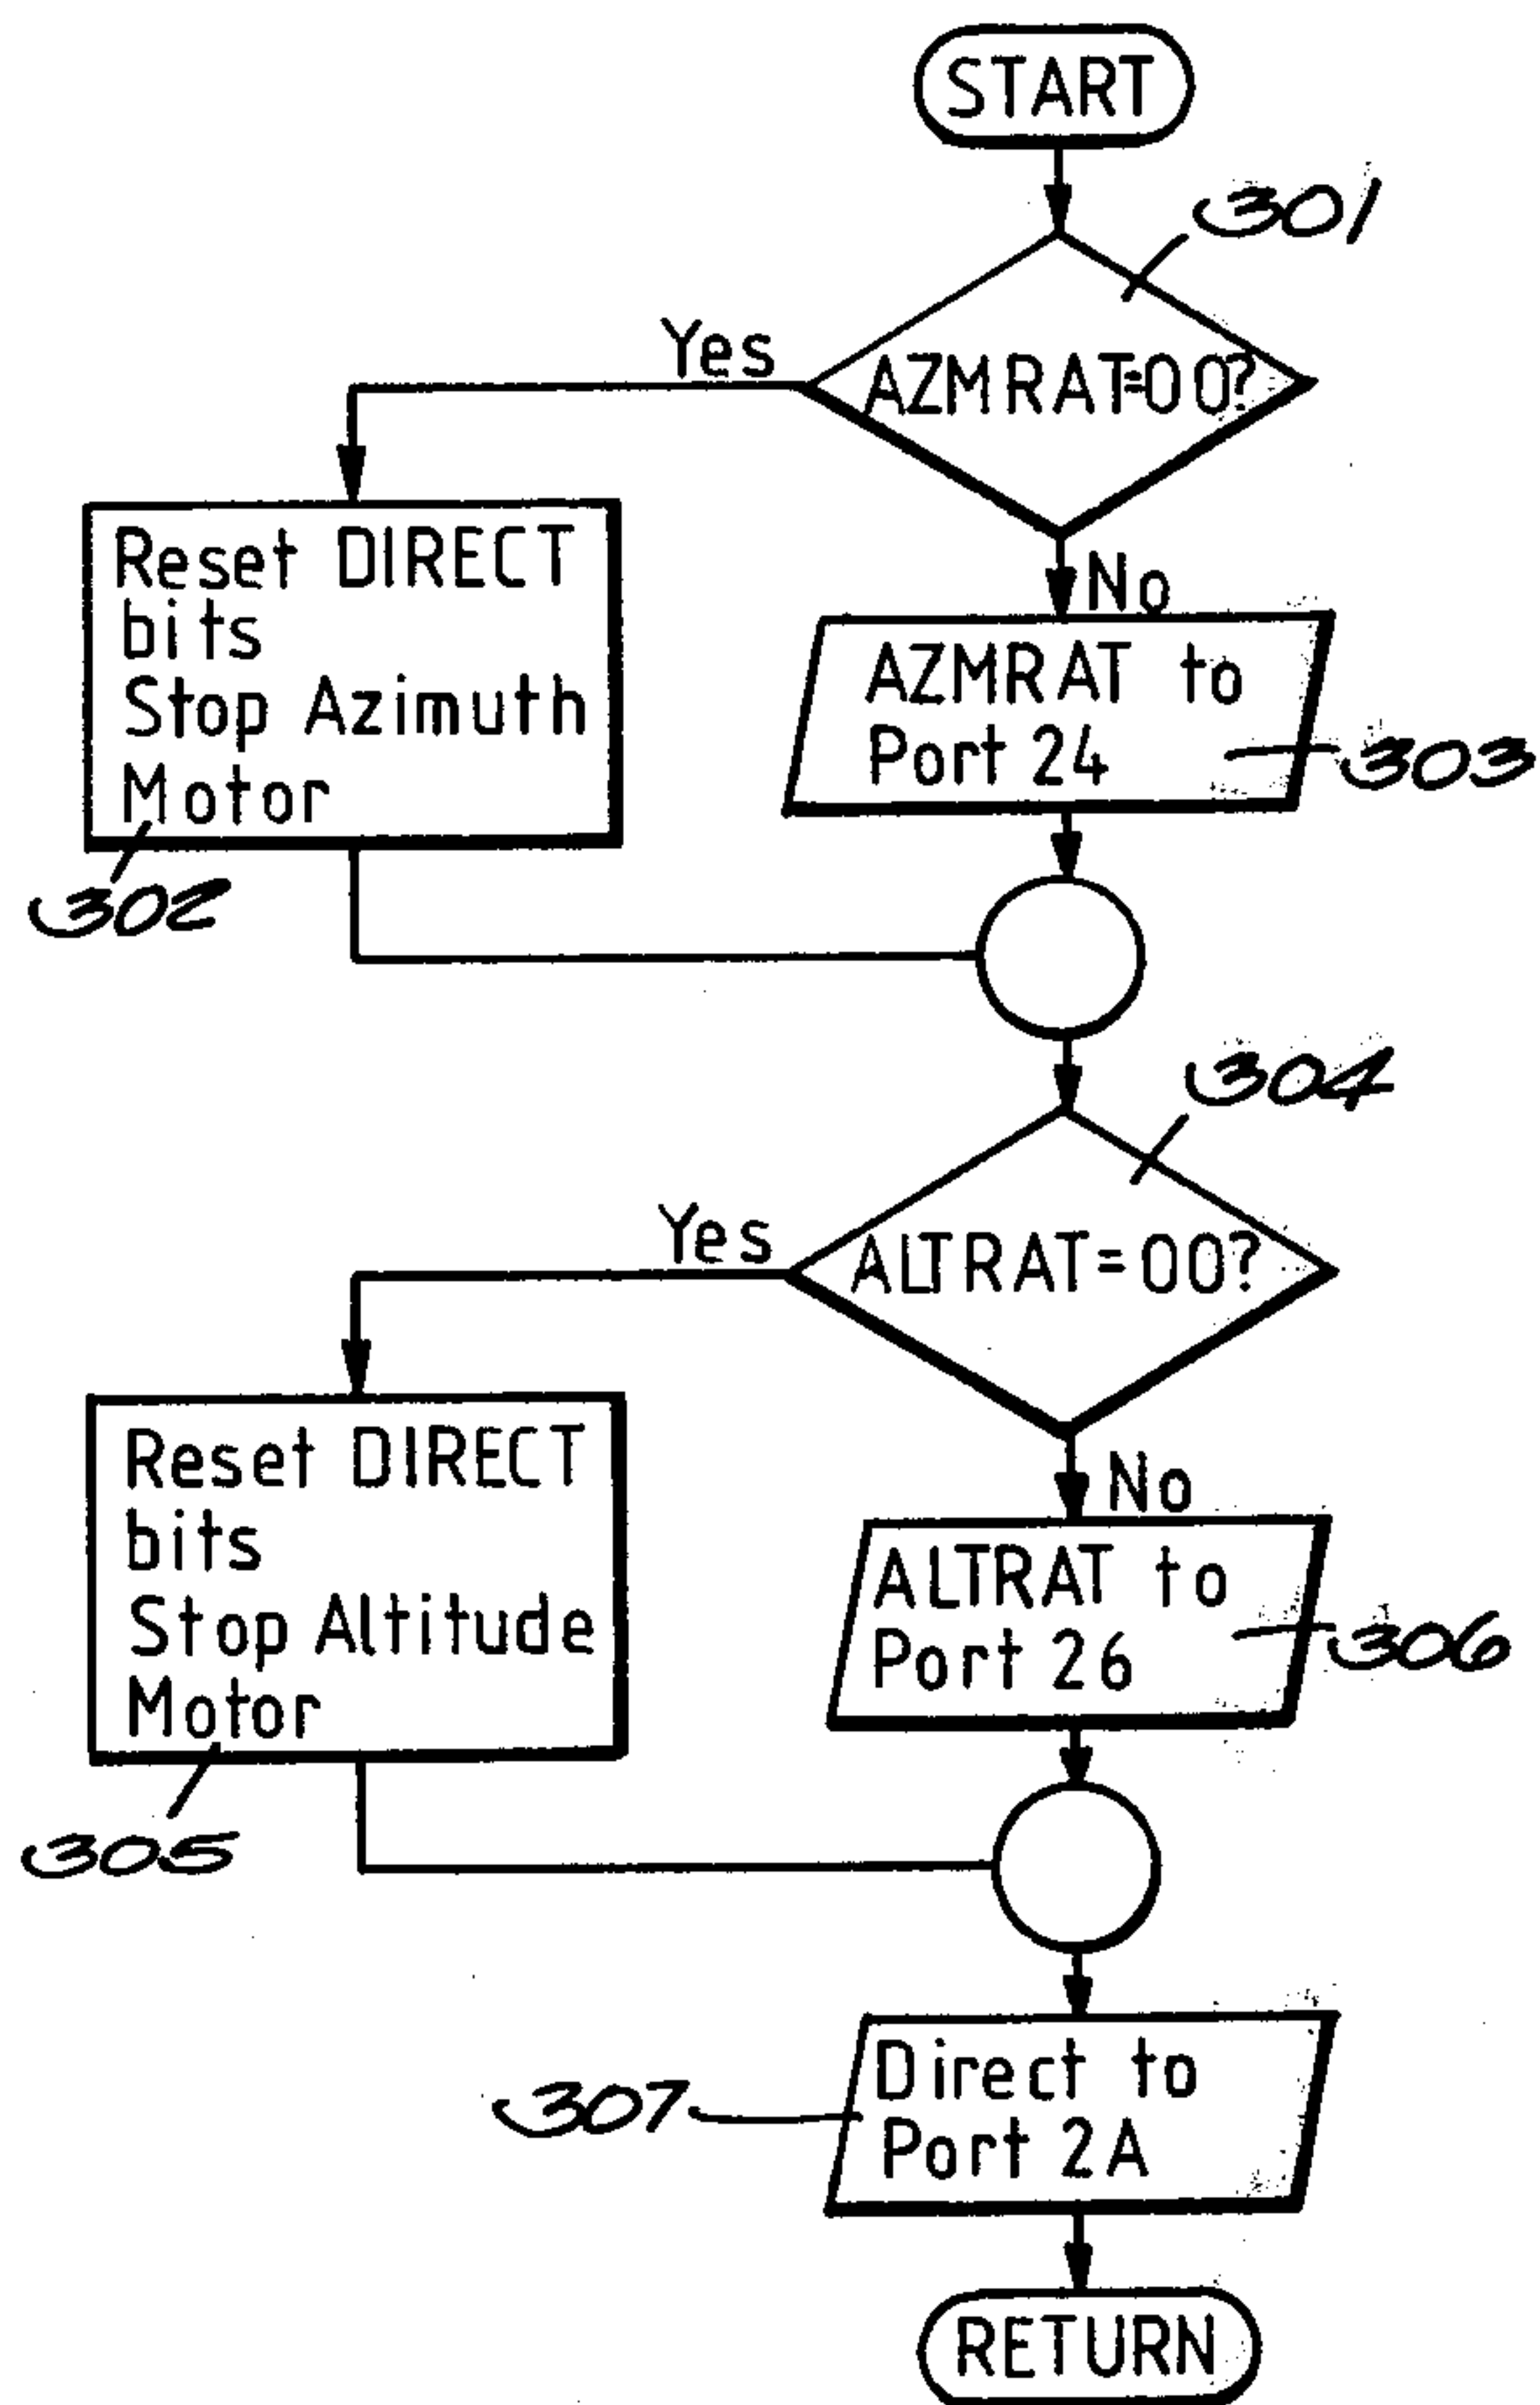 START
301
Yes
AZMRAT=00?
No
Reset DIRECT
bits
Stop Azimuth
Motor
302
AZMRAT to
Port 24
303
304
Yes
ALTRAT=00?
No
Reset DIRECT
bits
Stop Altitude
Motor
305
ALTRAT to
Port 26
306
307
Direct to
Port 2A
RETURN